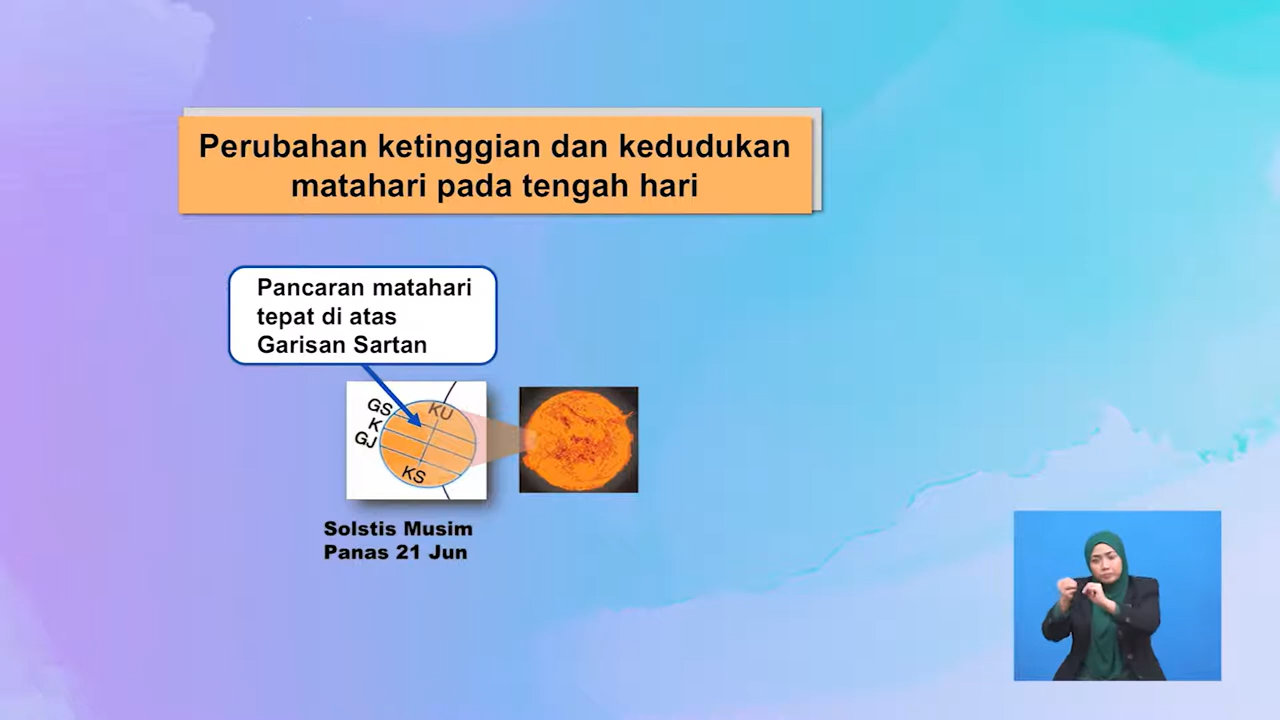 Perubahan ketinggian dan kedudukan
matahari pada tengah hari
Pancaran matahari
tepat di atas
Garisan Sartan
GS
KU
K
GJ
KS
Solstis Musim
Panas 21 Jun